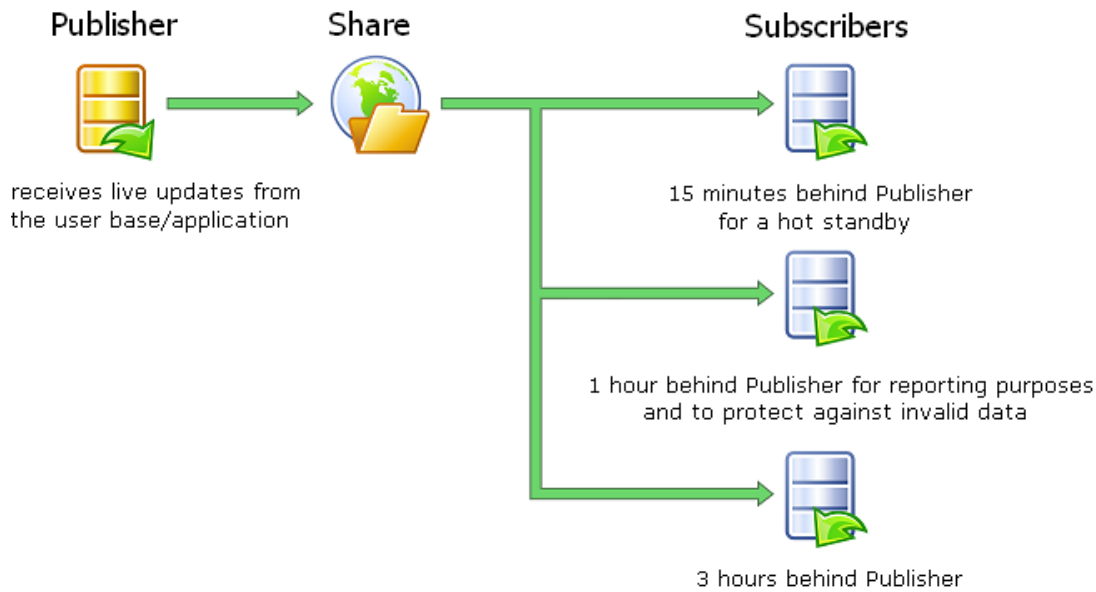 Publisher
Share
Subscribers
receives live updates from
the user base/application
15 minutes behind Publisher
for a hot standby
1 hour behind Publisher for reporting purposes
and to protect against invalid data
3 hours behind Publisher